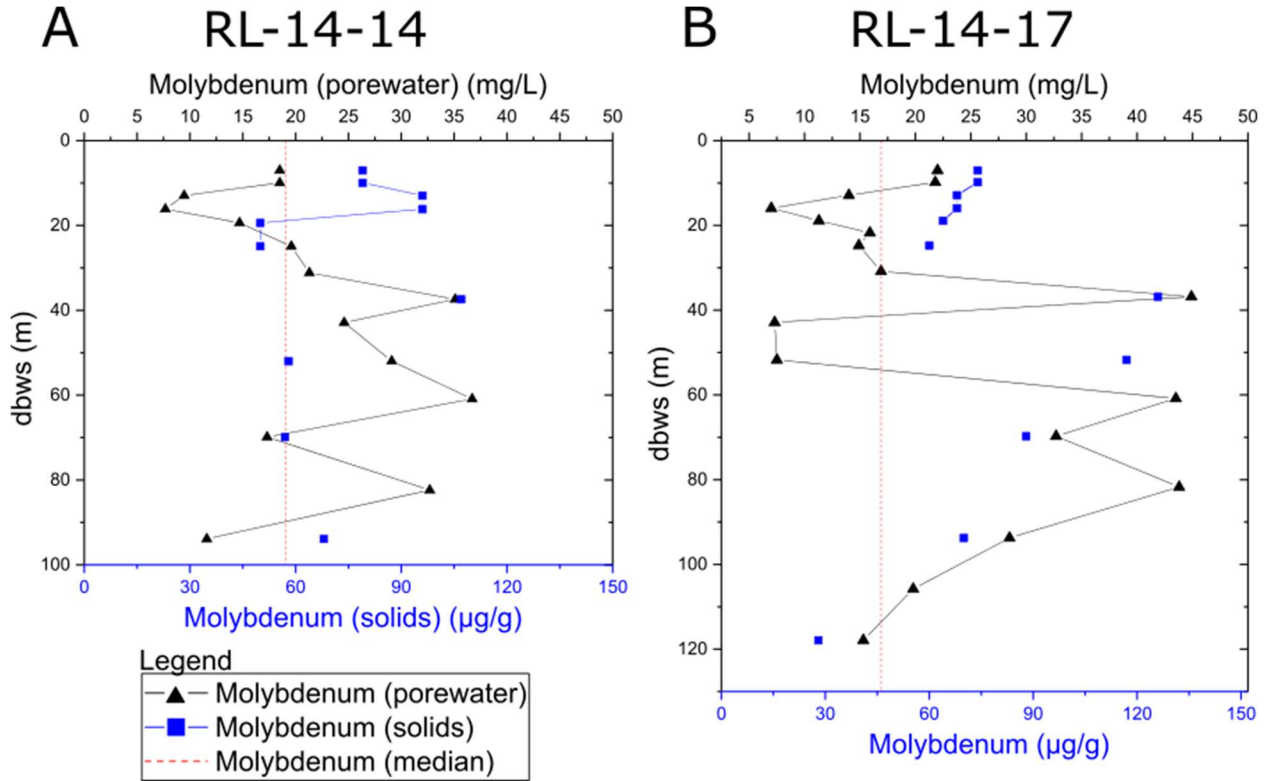 A RL-14-14
Molybdenum (porewater) (mg/L)
0 5 10 15 20 25 30 35 40 45 50
0
20
40
60
80
100
dbws (m)
0 30 60 90 120 150
Molybdenum (solids) (µg/g)
Legend
Molybdenum (porewater)
Molybdenum (solids)
Molybdenum (median)
B RL-14-17
Molybdenum (mg/L)
5 10 15 20 25 30 35 40 45 50
0
20
40
60
80
100
120
dbws (m)
0 30 60 90 120 150
Molybdenum (µg/g)